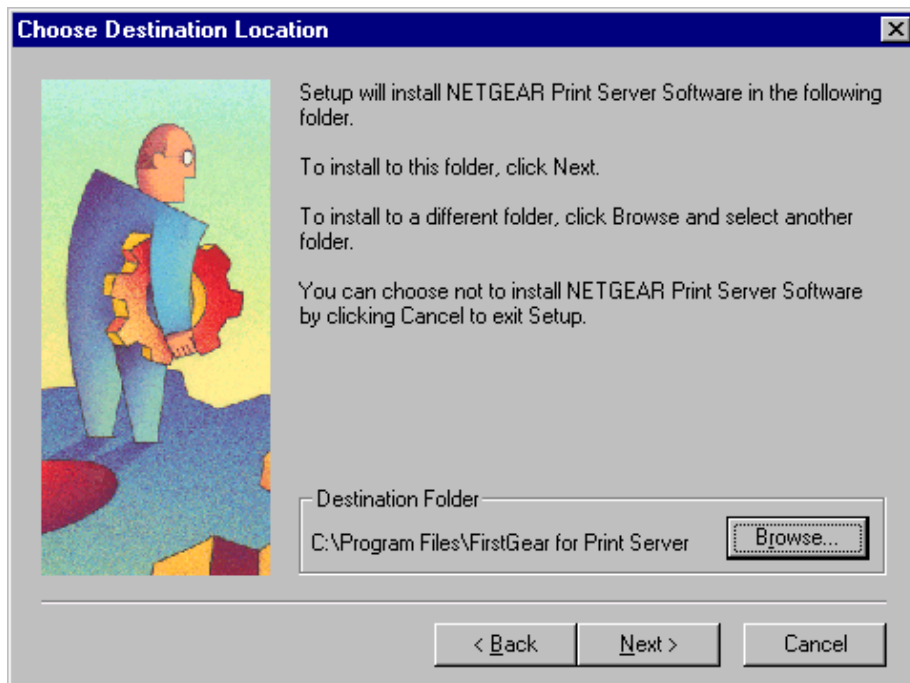 Choose Destination Location
Setup will install NETGEAR Print Server Software in the following
folder.
To install to this folder, click Next.
To install to a different folder, click Browse and select another
folder.
You can choose not to install NETGEAR Print Server Software
by clicking Cancel to exit Setup.
Destination Folder
C:\Program Files\FirstGear for Print Server
Browse...
< Back
Next >
Cancel